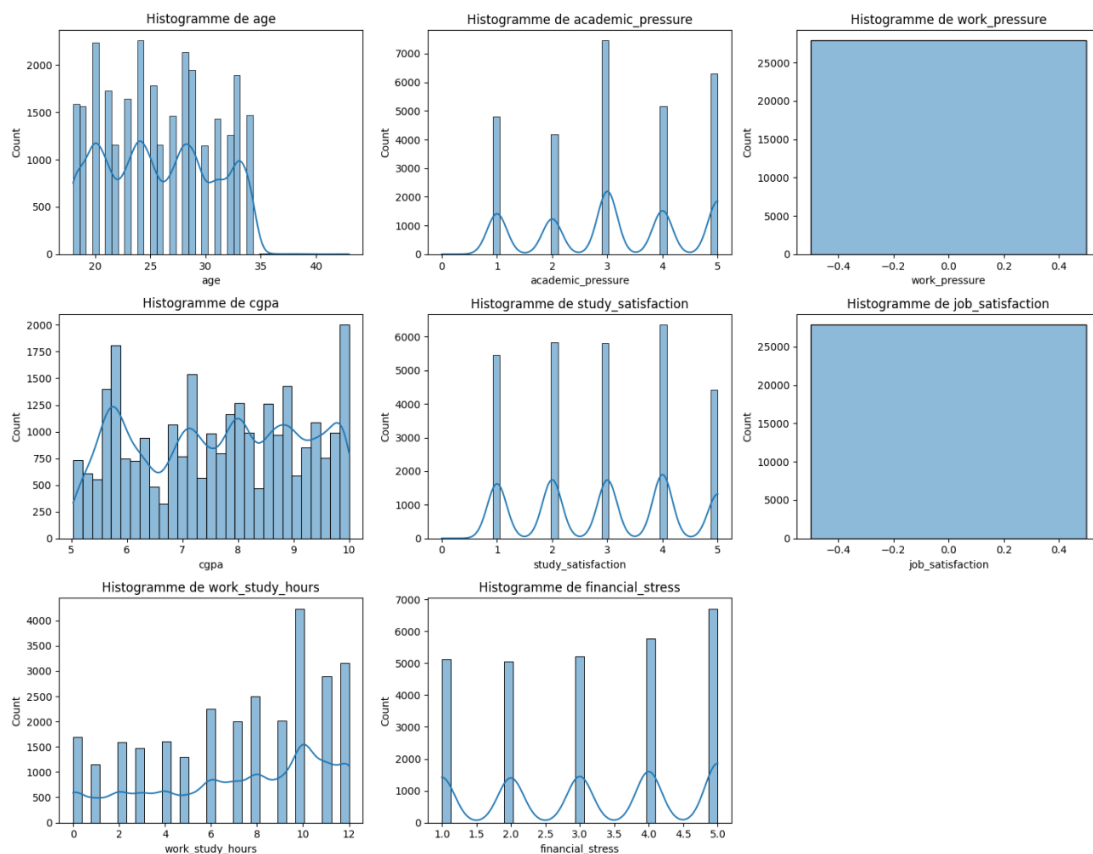 Histogramme de age
Count
2000
1500
1000
500
0
20 25 30 35 40
age
Histogramme de academic_pressure
Count
7000
6000
5000
4000
3000
2000
1000
0
0 1 2 3 4 5
academic_pressure
Histogramme de work_pressure
Count
25000
20000
15000
10000
5000
0
−0.4 −0.2 0.0 0.2 0.4
work_pressure
Histogramme de cgpa
Count
2000
1750
1500
1250
1000
750
500
250
0
5 6 7 8 9 10
cgpa
Histogramme de study_satisfaction
Count
6000
5000
4000
3000
2000
1000
0
0 1 2 3 4 5
study_satisfaction
Histogramme de job_satisfaction
Count
25000
20000
15000
10000
5000
0
−0.4 −0.2 0.0 0.2 0.4
job_satisfaction
Histogramme de work_study_hours
Count
4000
3500
3000
2500
2000
1500
1000
500
0
0 2 4 6 8 10 12
work_study_hours
Histogramme de financial_stress
Count
7000
6000
5000
4000
3000
2000
1000
0
1.0 1.5 2.0 2.5 3.0 3.5 4.0 4.5 5.0
financial_stress